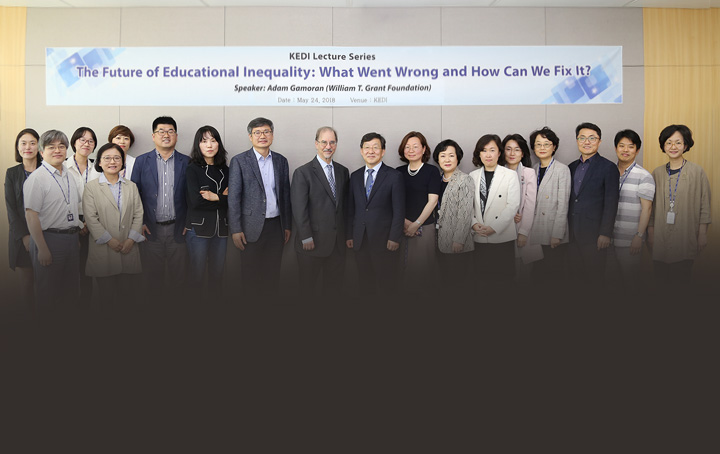 KEDI Lecture Series
The Future of Educational Inequality: What Went Wrong and How Can We Fix It?
Speaker: Adam Gamoran (William T. Grant Foundation)
Date : May 24, 2018 Venue : KEDI